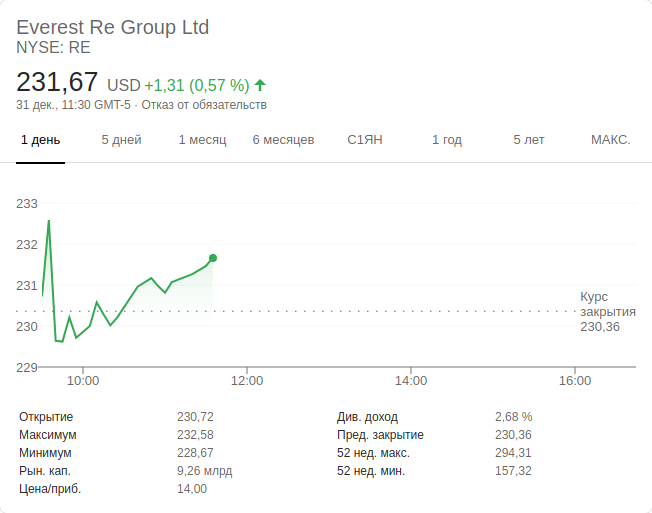 Everest Re Group Ltd
NYSE: RE
231,67 USD +1,31 (0,57 %)
31 дек., 11:30 GMT-5 · Отказ от обязательств
1 день 5 дней 1 месяц 6 месяцев С1ЯН 1 год 5 лет МАКС.
233
232
231
230
229
Курс
закрытия
230,36
10:00 12:00 14:00 16:00
Открытие 230,72 Див. доход 2,68 %
Максимум 232,58 Пред. закрытие 230,36
Минимум 228,67 52 нед. макс. 294,31
Рын. кап. 9,26 млрд 52 нед. мин. 157,32
Цена/приб. 14,00